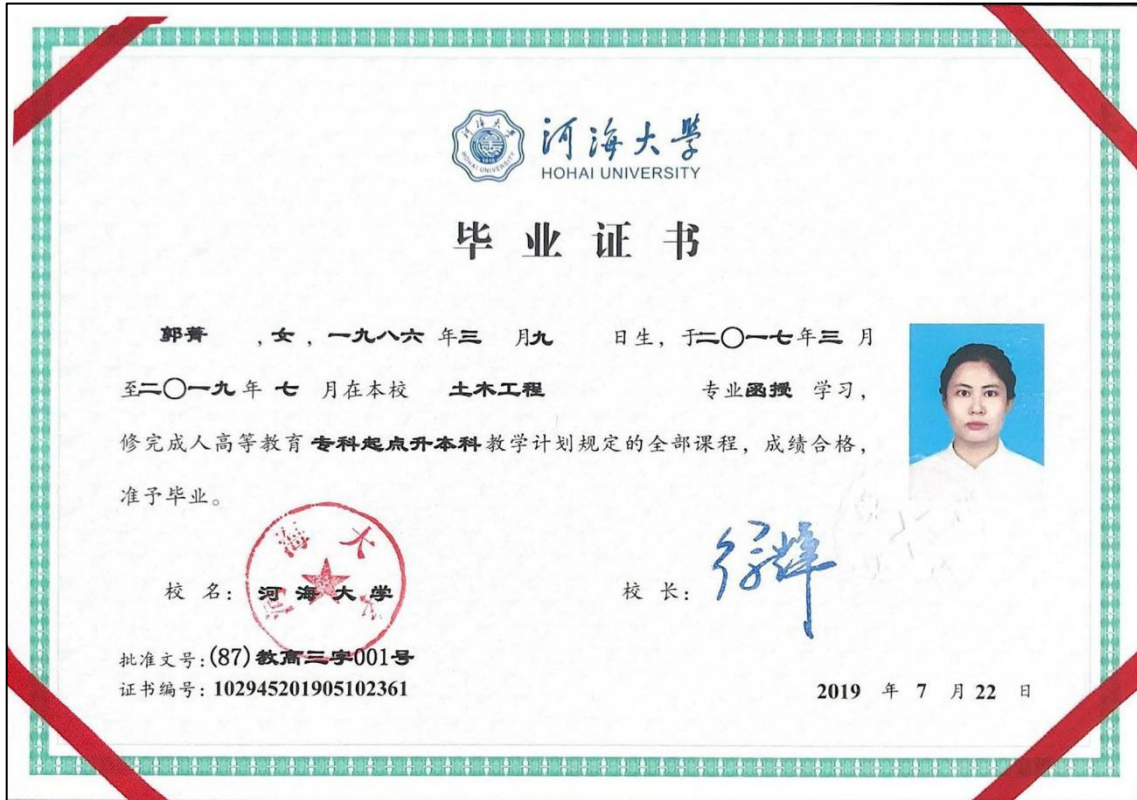 河海大学
HOHAI UNIVERSITY
毕业证书
郭菁 ，女，一九八六年三 月九 日生，于二〇一七年三月
至二〇一九年 七 月在本校 土木工程 专业函授 学习，
修完成人高等教育 专科起点升本科 教学计划规定的全部课程，成绩合格，
准予毕业。
校 名：河海大学
校 长：
批准文号：(87)教高三字001号
证书编号：102945201905102361
2019 年 7 月 22 日